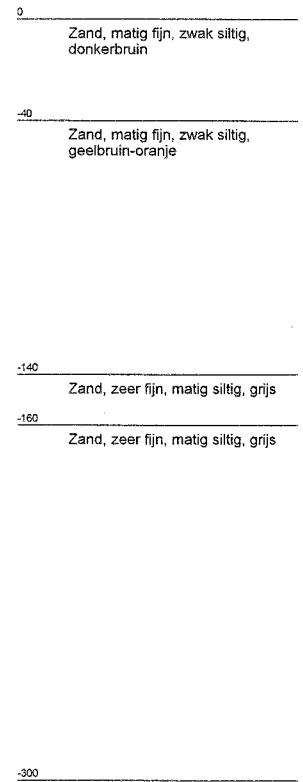 0
Zand, matig fijn, zwak siltig,
donkerbruin
-40
Zand, matig fijn, zwak siltig,
geelbruin-oranje
-140
Zand, zeer fijn, matig siltig, grijs
-160
Zand, zeer fijn, matig siltig, grijs
-300